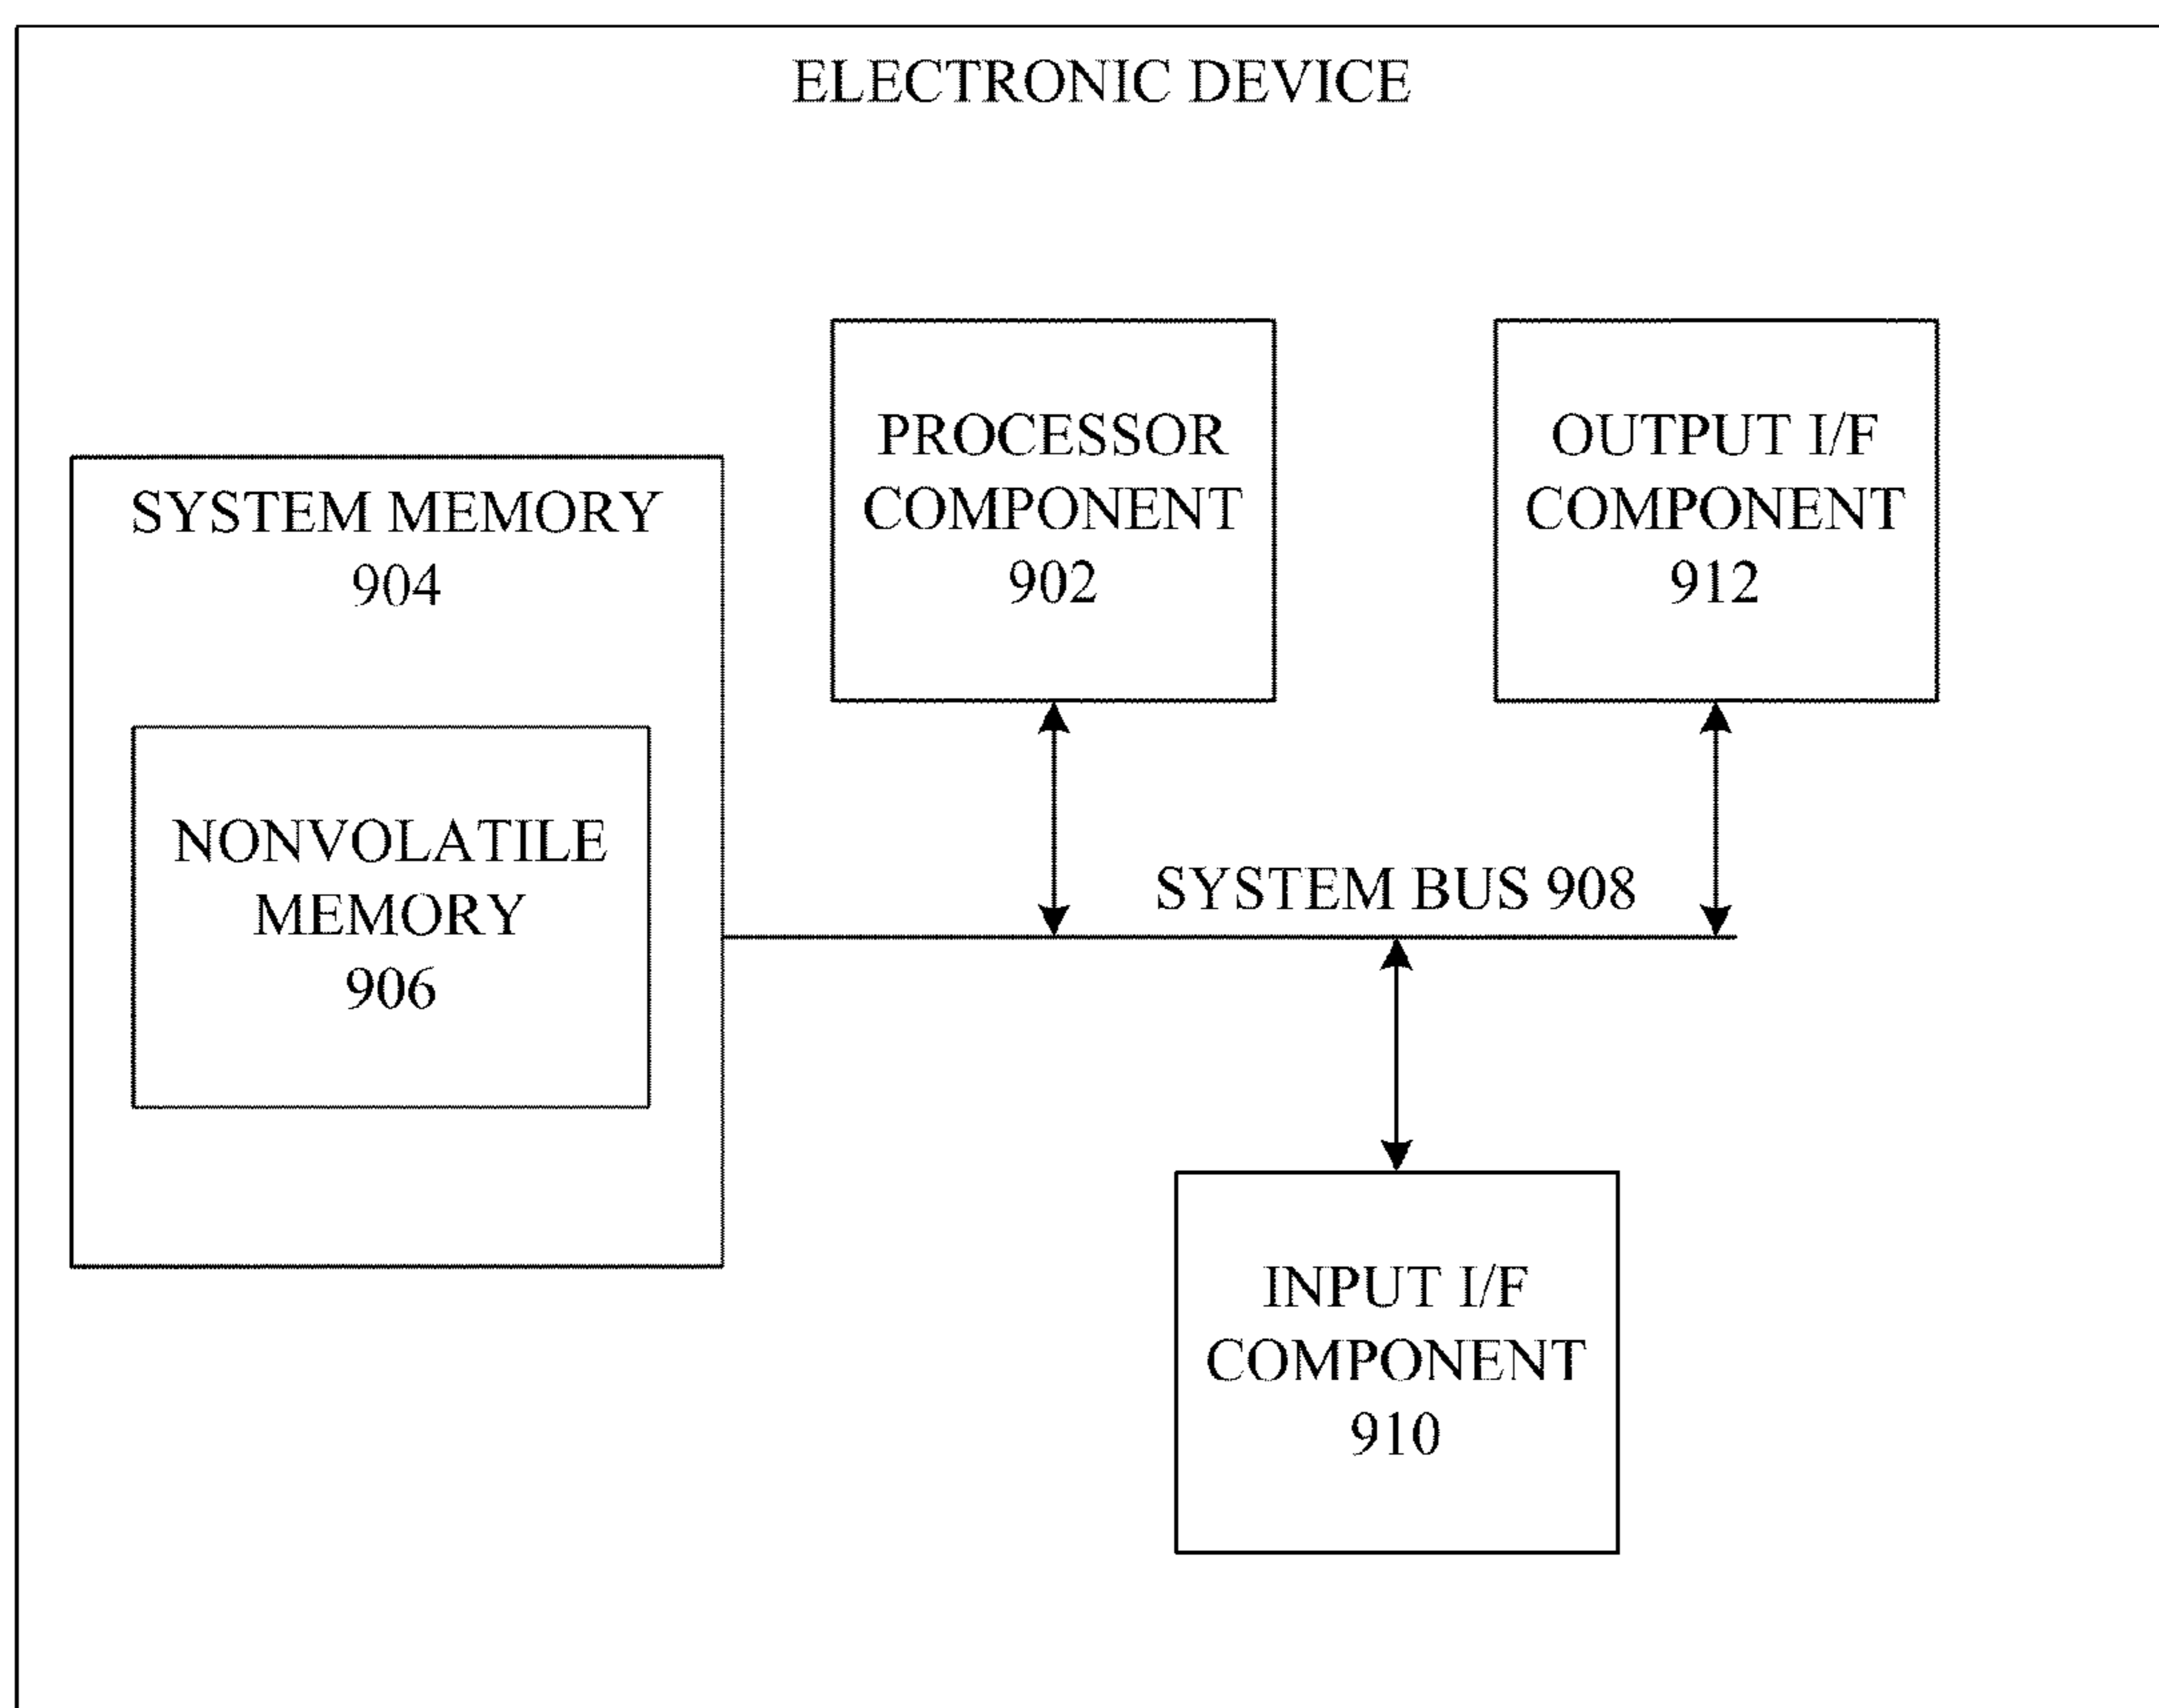 ELECTRONIC DEVICE
PROCESSOR
COMPONENT
902
OUTPUT I/F
COMPONENT
912
SYSTEM MEMORY
904
NONVOLATILE
MEMORY
906
SYSTEM BUS 908
INPUT I/F
COMPONENT
910